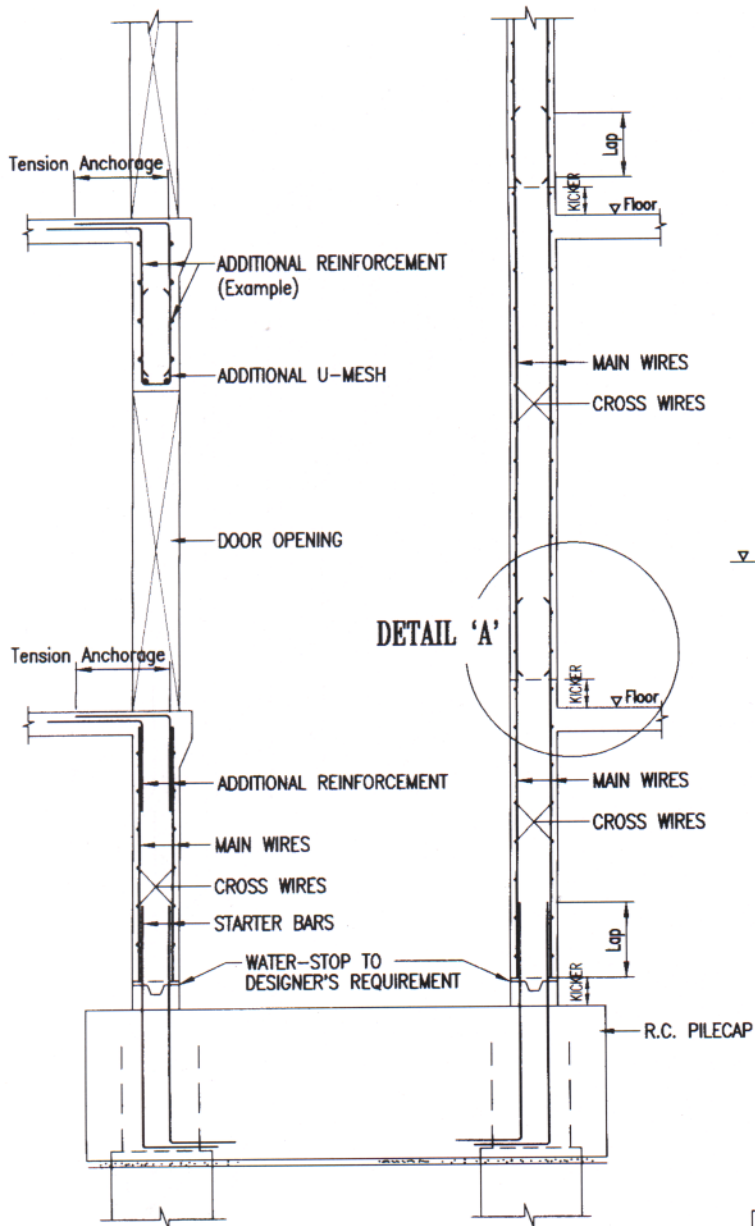 Lap
KICKER
Tension Anchorage
Floor
ADDITIONAL REINFORCEMENT
(Example)
MAIN WIRES
ADDITIONAL U-MESH
CROSS WIRES
DOOR OPENING
DETAIL ‘A’
Tension Anchorage
KICKER
Floor
ADDITIONAL REINFORCEMENT
MAIN WIRES
CROSS WIRES
MAIN WIRES
CROSS WIRES
STARTER BARS
Lap
WATER-STOP TO
DESIGNER'S REQUIREMENT
KICKER
R.C. PILECAP